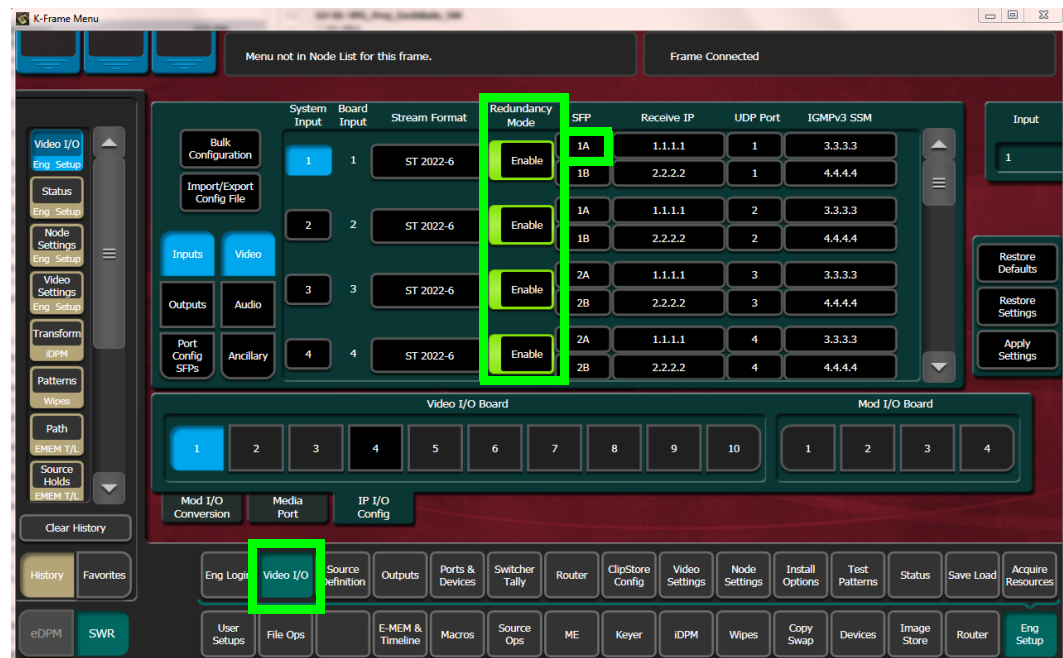 K-Frame Menu
Menu not in Node List for this frame.
Frame Connected
System
Input
Board
Input
Stream Format
Redundancy
Mode
SFP
Receive IP
UDP Port
IGMPv3 SSM
Input
1
Bulk
Configuration
Import/Export
Config File
Inputs
Video
Outputs
Audio
Port
Config
SFPs
Ancillary
1
1
ST 2022-6
Enable
1A
1.1.1.1
1
3.3.3.3
1B
2.2.2.2
1
4.4.4.4
2
2
ST 2022-6
Enable
1A
1.1.1.1
2
3.3.3.3
1B
2.2.2.2
2
4.4.4.4
3
3
ST 2022-6
Enable
2A
1.1.1.1
3
3.3.3.3
2B
2.2.2.2
3
4.4.4.4
4
4
ST 2022-6
Enable
2A
1.1.1.1
4
3.3.3.3
2B
2.2.2.2
4
4.4.4.4
Restore
Defaults
Restore
Settings
Apply
Settings
Video I/O
Eng Setup
Status
Eng Setup
Node
Settings
Eng Setup
Video
Settings
Eng Setup
Transform
iDPM
Patterns
Wipes
Path
EMEM T/L
Source
Holds
EMEM T/L
Clear History
History
Favorites
eDPM
SWR
Video I/O Board
1 2 3 4 5 6 7 8 9 10
Mod I/O Board
1 2 3 4
Mod I/O
Conversion
Media
Port
IP I/O
Config
Eng Login
Video I/O
Source
Definition
Outputs
Ports &
Devices
Switcher
Tally
Router
ClipStore
Config
Video
Settings
Node
Settings
Install
Options
Test
Patterns
Status
Save Load
Acquire
Resources
User
Setups
File Ops
E-MEM &
Timeline
Macros
Source
Ops
ME
Keyer
iDPM
Wipes
Copy
Swap
Devices
Image
Store
Router
Eng
Setup